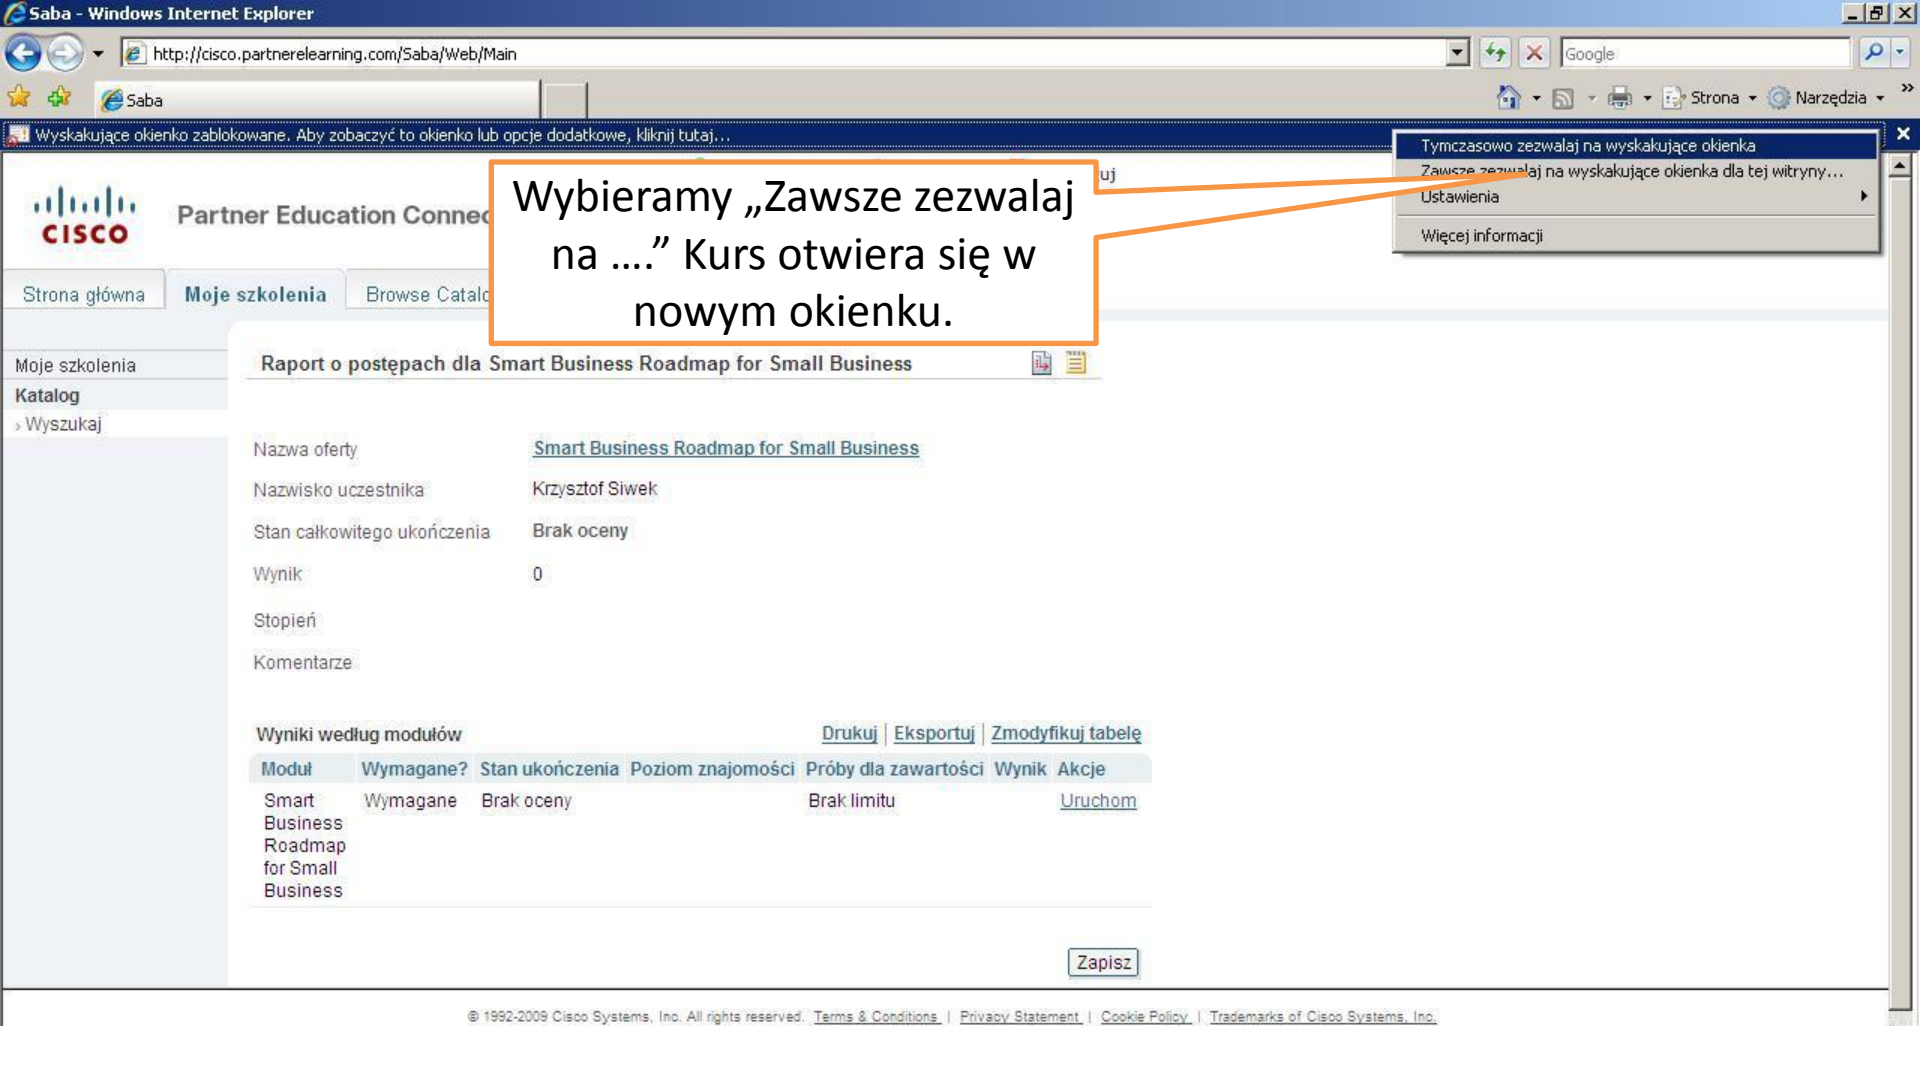 Saba - Windows Internet Explorer
http://cisco.partnerelearning.com/Saba/Web/Main
Google
Saba
Strona
Narzędzia
Wyskakujące okienko zablokowane. Aby zobaczyć to okienko lub opcje dodatkowe, kliknij tutaj...
Tymczasowo zezwalaj na wyskakujące okienka
Zawsze zezwalaj na wyskakujące okienka dla tej witryny...
Ustawienia
Więcej informacji
Wybieramy „Zawsze zezwalaj
na ....” Kurs otwiera się w
nowym okienku.
CISCO
Partner Education Connec
uj
Strona główna
Moje szkolenia
Browse Catalo
Moje szkolenia
Katalog
› Wyszukaj
Raport o postępach dla Smart Business Roadmap for Small Business
Nazwa oferty Smart Business Roadmap for Small Business
Nazwisko uczestnika Krzysztof Siwek
Stan całkowitego ukończenia Brak oceny
Wynik 0
Stopień
Komentarze
Wyniki według modułów Drukuj | Eksportuj | Zmodyfikuj tabelę
Moduł Wymagane? Stan ukończenia Poziom znajomości Próby dla zawartości Wynik Akcje
Smart Wymagane Brak oceny Brak limitu Uruchom
Business
Roadmap
for Small
Business
Zapisz
© 1992-2009 Cisco Systems, Inc. All rights reserved. Terms & Conditions | Privacy Statement | Cookie Policy | Trademarks of Cisco Systems, Inc.